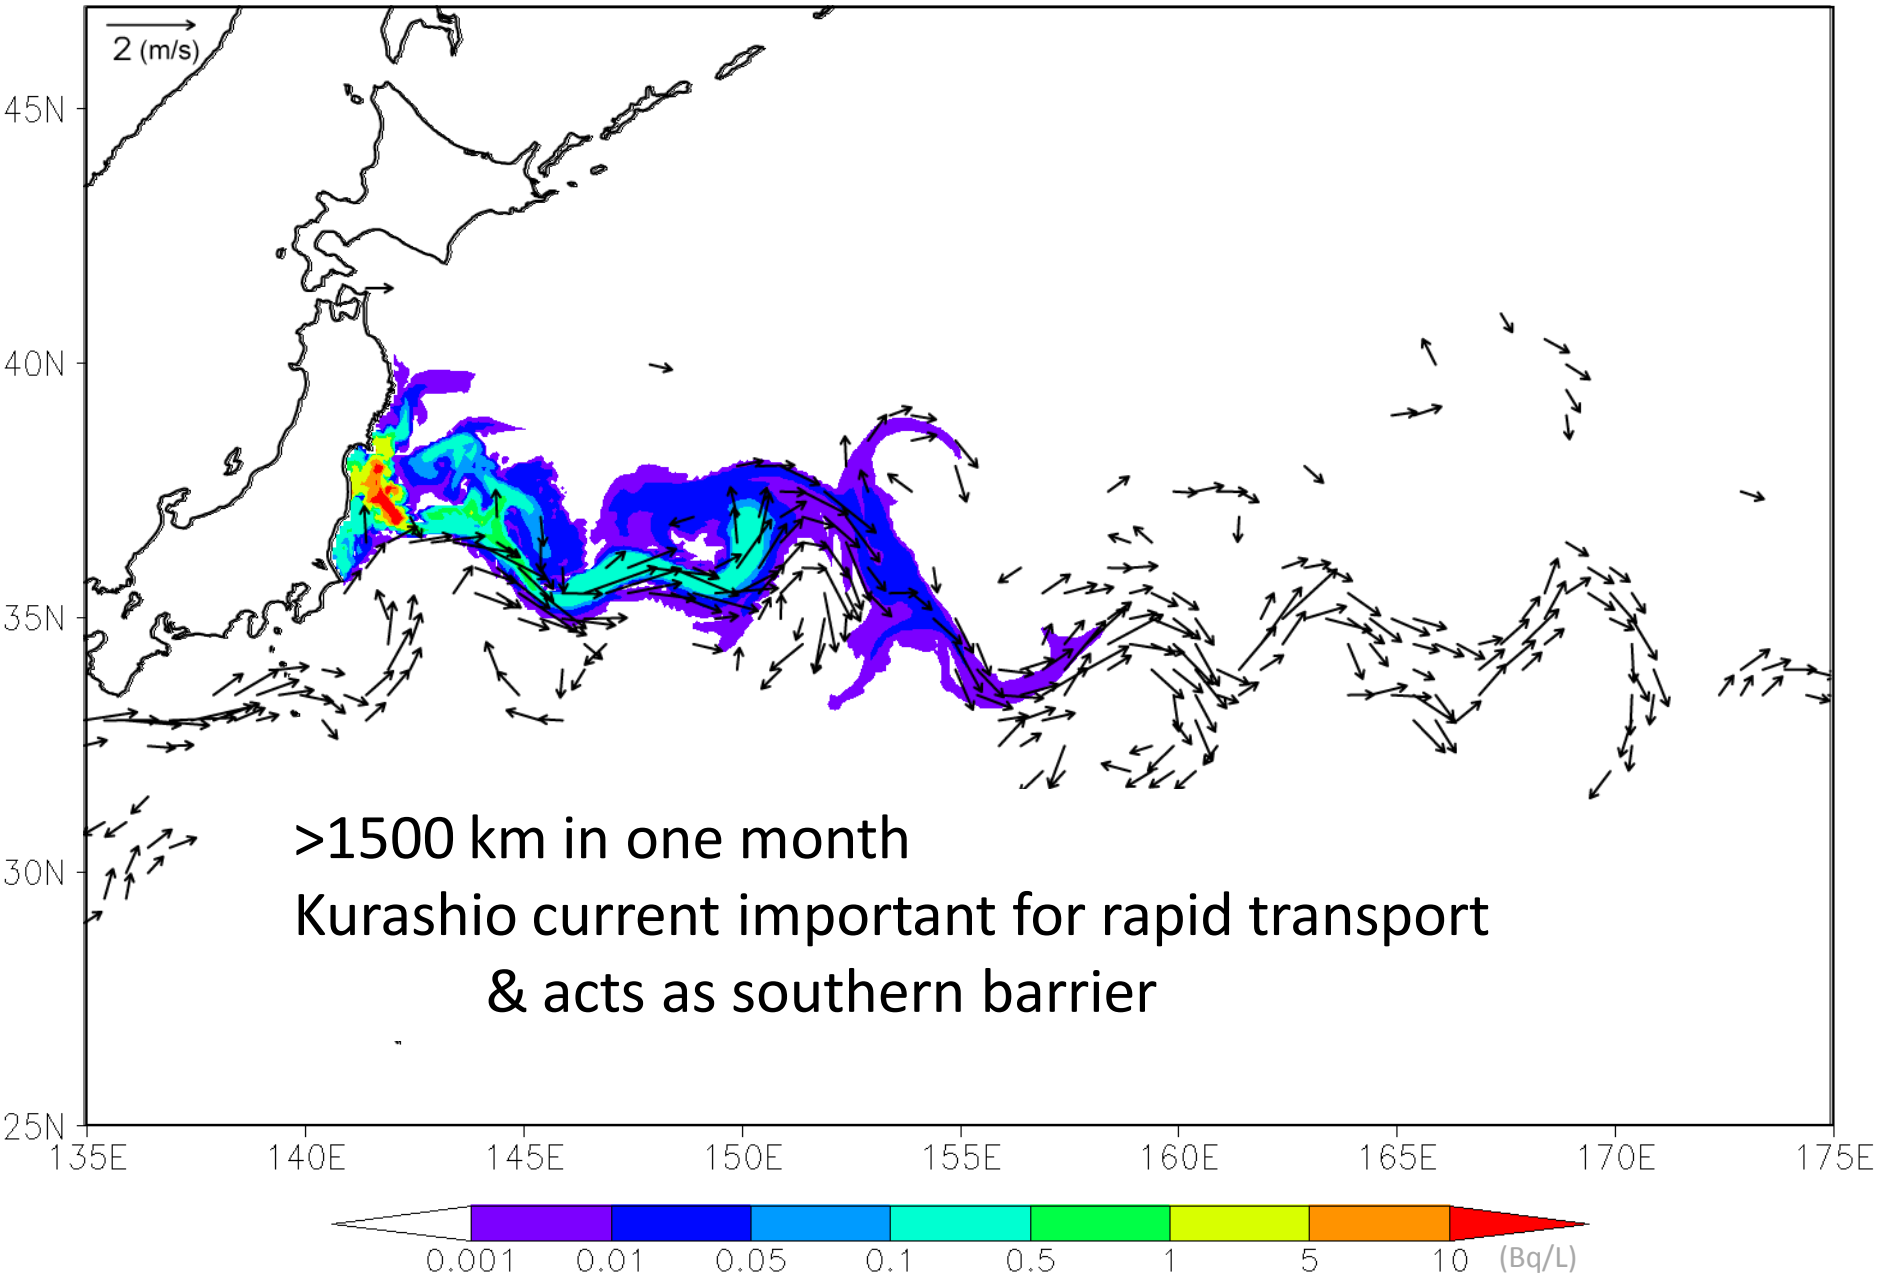 2 (m/s)
45N
40N
35N
30N
25N
>1500 km in one month
Kurashio current important for rapid transport
& acts as southern barrier
135E 140E 145E 150E 155E 160E 165E 170E 175E
0.001 0.01 0.05 0.1 0.5 1 5 10 (Bq/L)